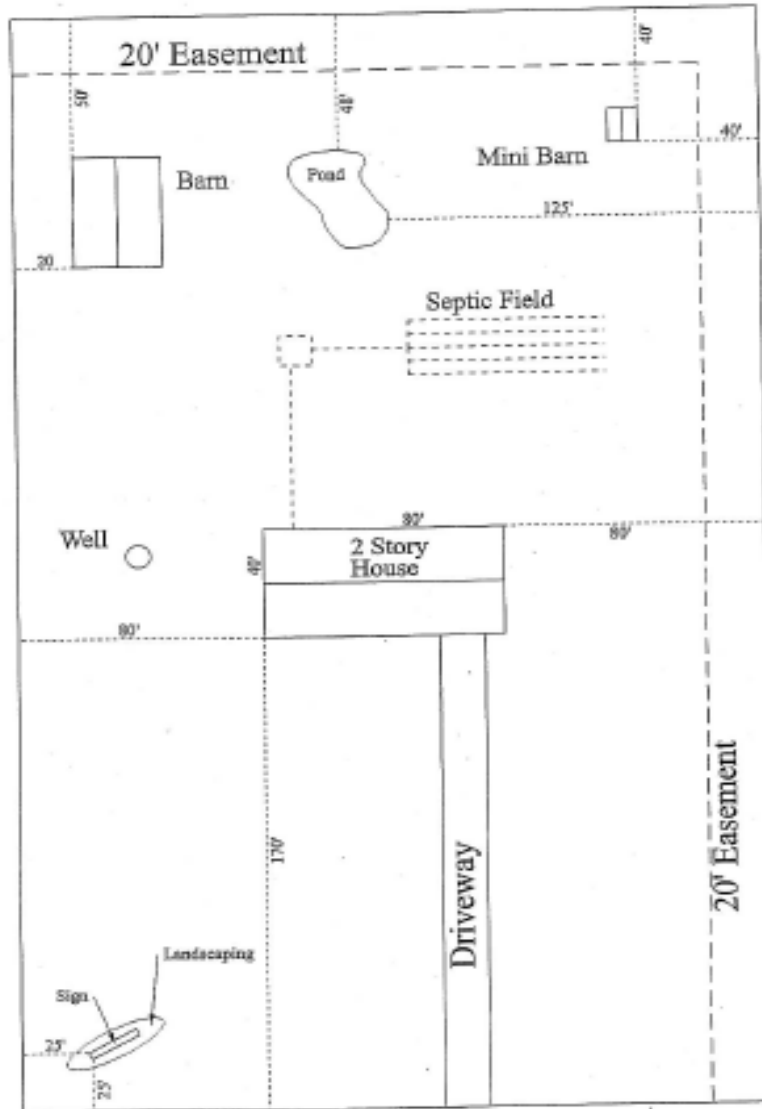 20' Easement
50'
48'
40'
Barn
Pond
Mini Barn
40'
125'
20
Septic Field
80'
80'
Well
2 Story
House
40'
80'
170'
Driveway
20' Easement
Landscaping
Sign
25'
25'